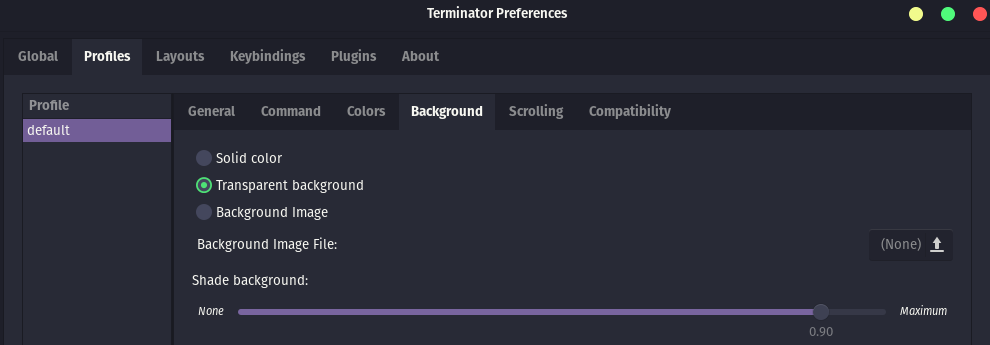 Terminator Preferences
Global Profiles Layouts Keybindings Plugins About
Profile
default
General Command Colors Background Scrolling Compatibility
Solid color
Transparent background
Background Image
Background Image File: (None)
Shade background:
None Maximum
0.90